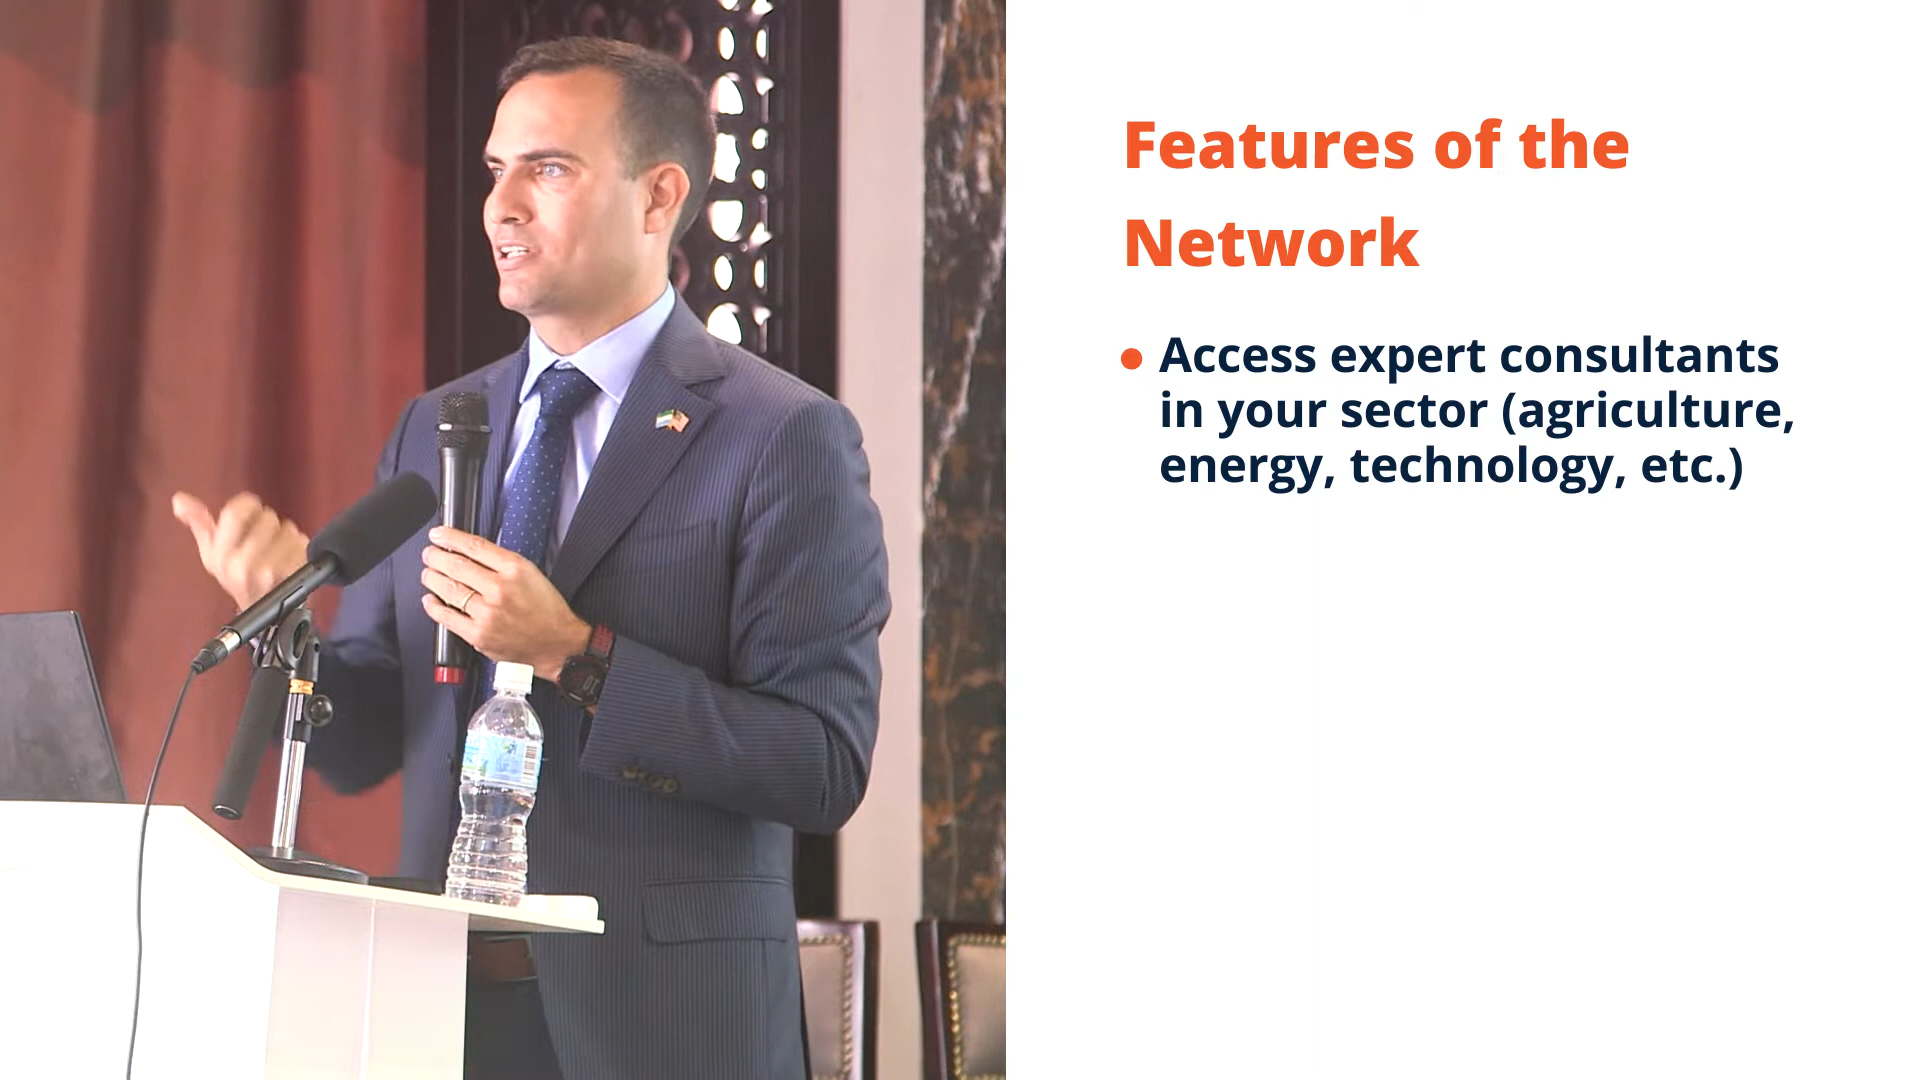 Features of the
Network
• Access expert consultants
in your sector (agriculture,
energy, technology, etc.)